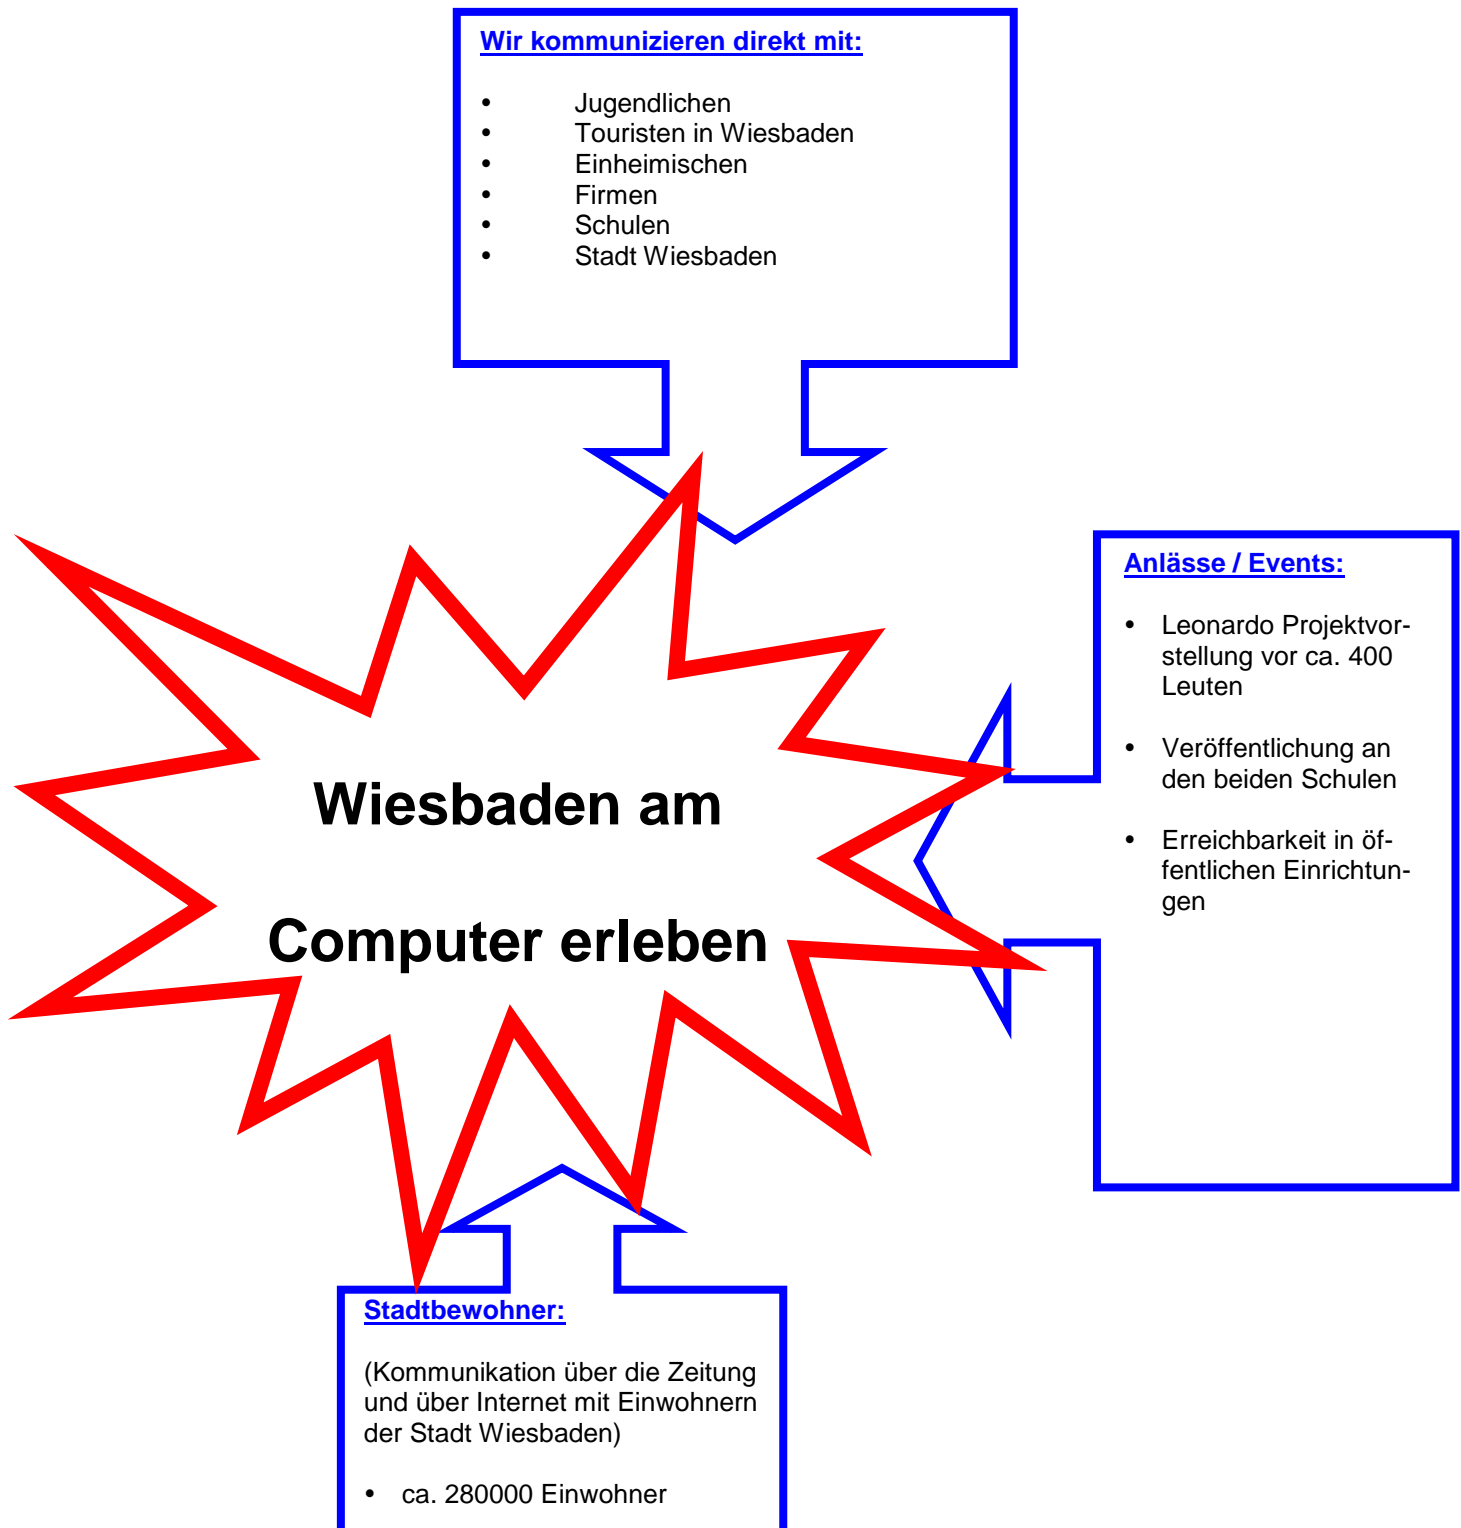 Wir kommunizieren direkt mit:
• Jugendlichen
• Touristen in Wiesbaden
• Einheimischen
• Firmen
• Schulen
• Stadt Wiesbaden
Anlässe / Events:
• Leonardo Projektvor-
stellung vor ca. 400
Leuten
• Veröffentlichung an
den beiden Schulen
• Erreichbarkeit in öf-
fentlichen Einrichtun-
gen
Wiesbaden am
Computer erleben
Stadtbewohner:
(Kommunikation über die Zeitung
und über Internet mit Einwohnern
der Stadt Wiesbaden)
• ca. 280000 Einwohner